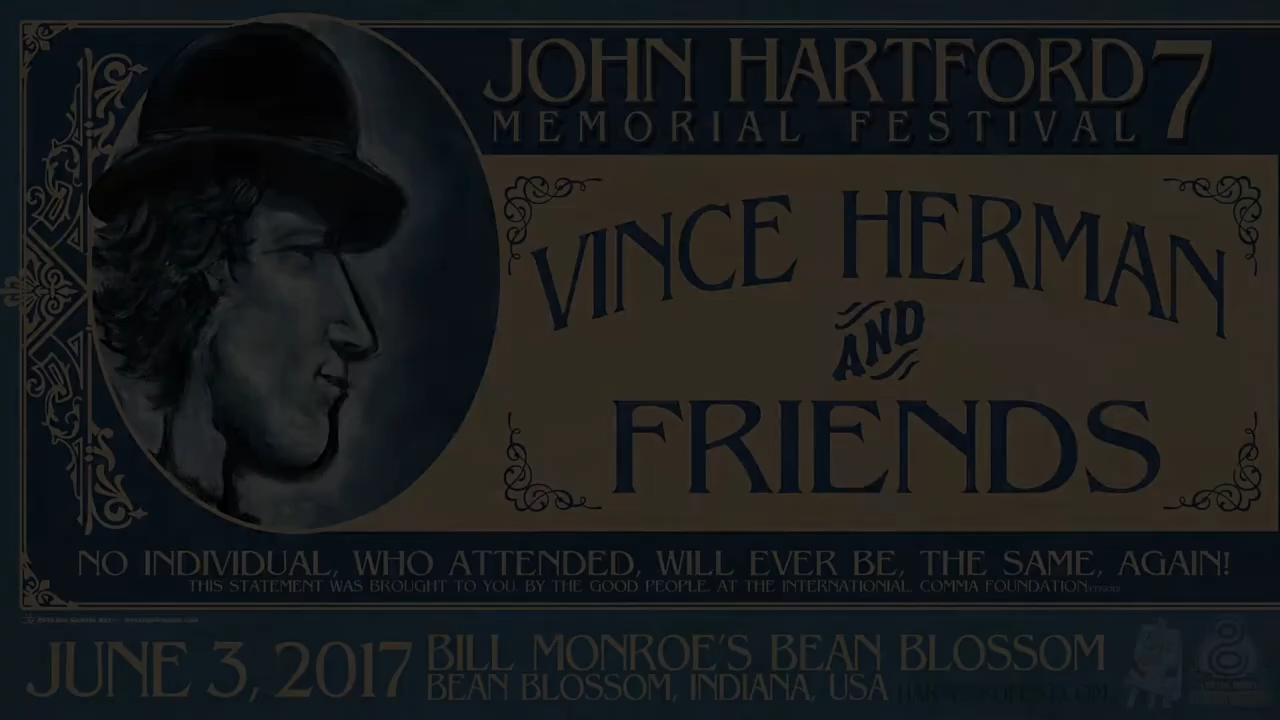 JOHN HARTFORD 7
MEMORIAL FESTIVAL
VINCE HERMAN
AND
FRIENDS
NO INDIVIDUAL, WHO ATTENDED, WILL EVER BE, THE SAME, AGAIN!
THIS STATEMENT WAS BROUGHT TO YOU, BY THE GOOD PEOPLE, AT THE INTERNATIONIAL, COMMA FOUNDATION
JUNE 3, 2017
BILL MONROE'S BEAN BLOSSOM
BEAN BLOSSOM, INDIANA, USA